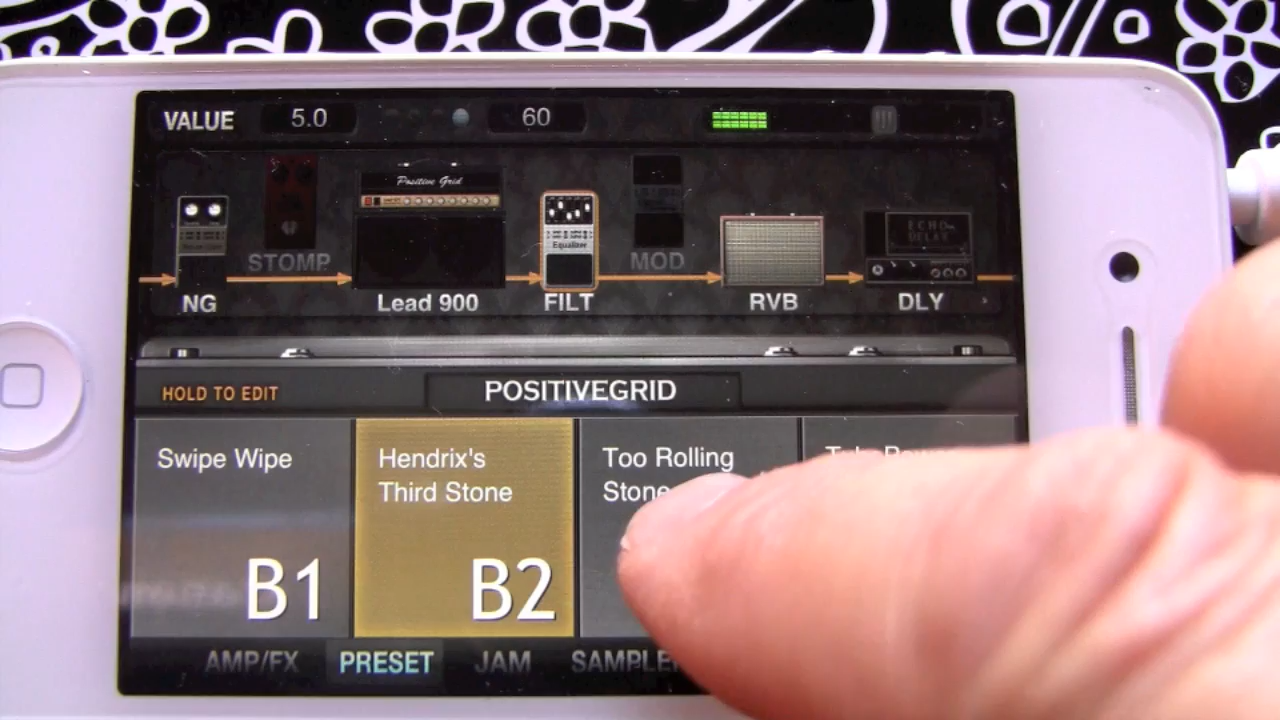 VALUE 5.0 60
Positive Grid
Equalizer
ECHO
DELAY
STOMP
MOD
NG
Lead 900
FILT
RVB
DLY
HOLD TO EDIT
POSITIVEGRID
Swipe Wipe
Hendrix's
Third Stone
Too Rolling
Stone
B1
B2
AMP/FX
PRESET
JAM